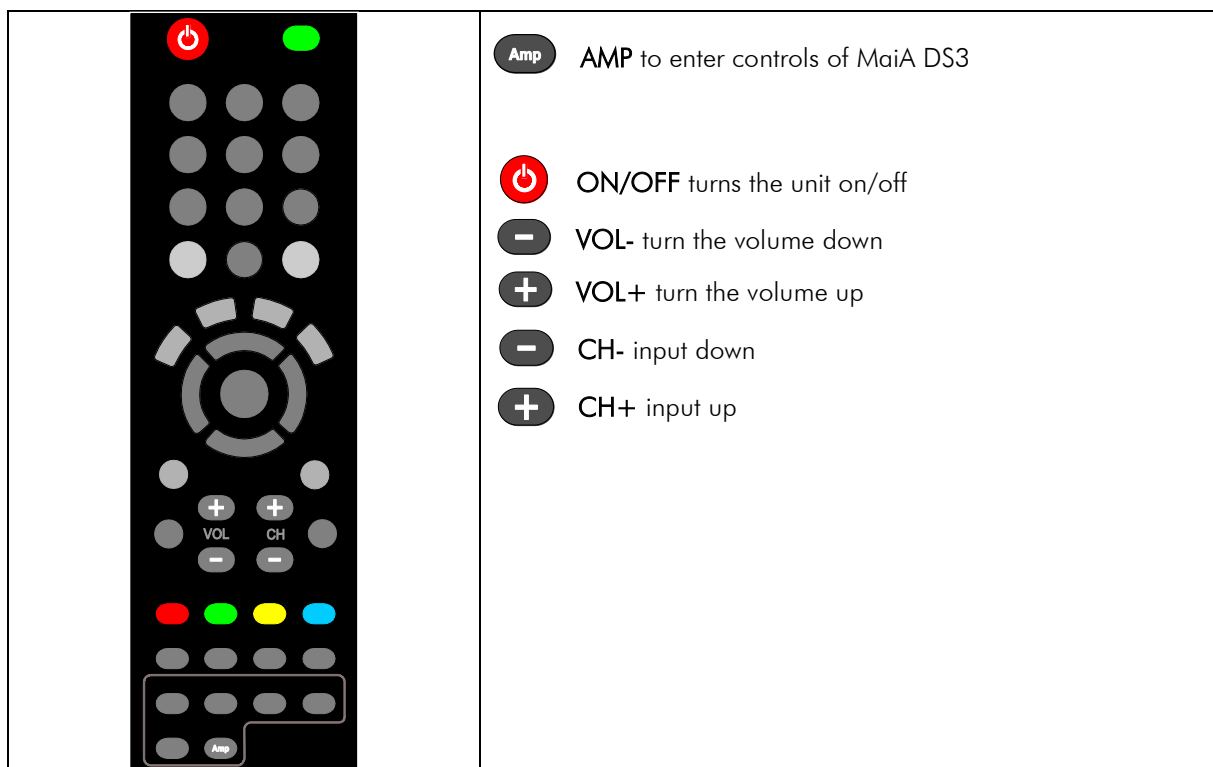 Amp AMP to enter controls of MaiA DS3
ON/OFF turns the unit on/off
- VOL- turn the volume down
+ VOL+ turn the volume up
- CH- input down
+ CH+ input up
+ +
VOL CH
- -
Amp